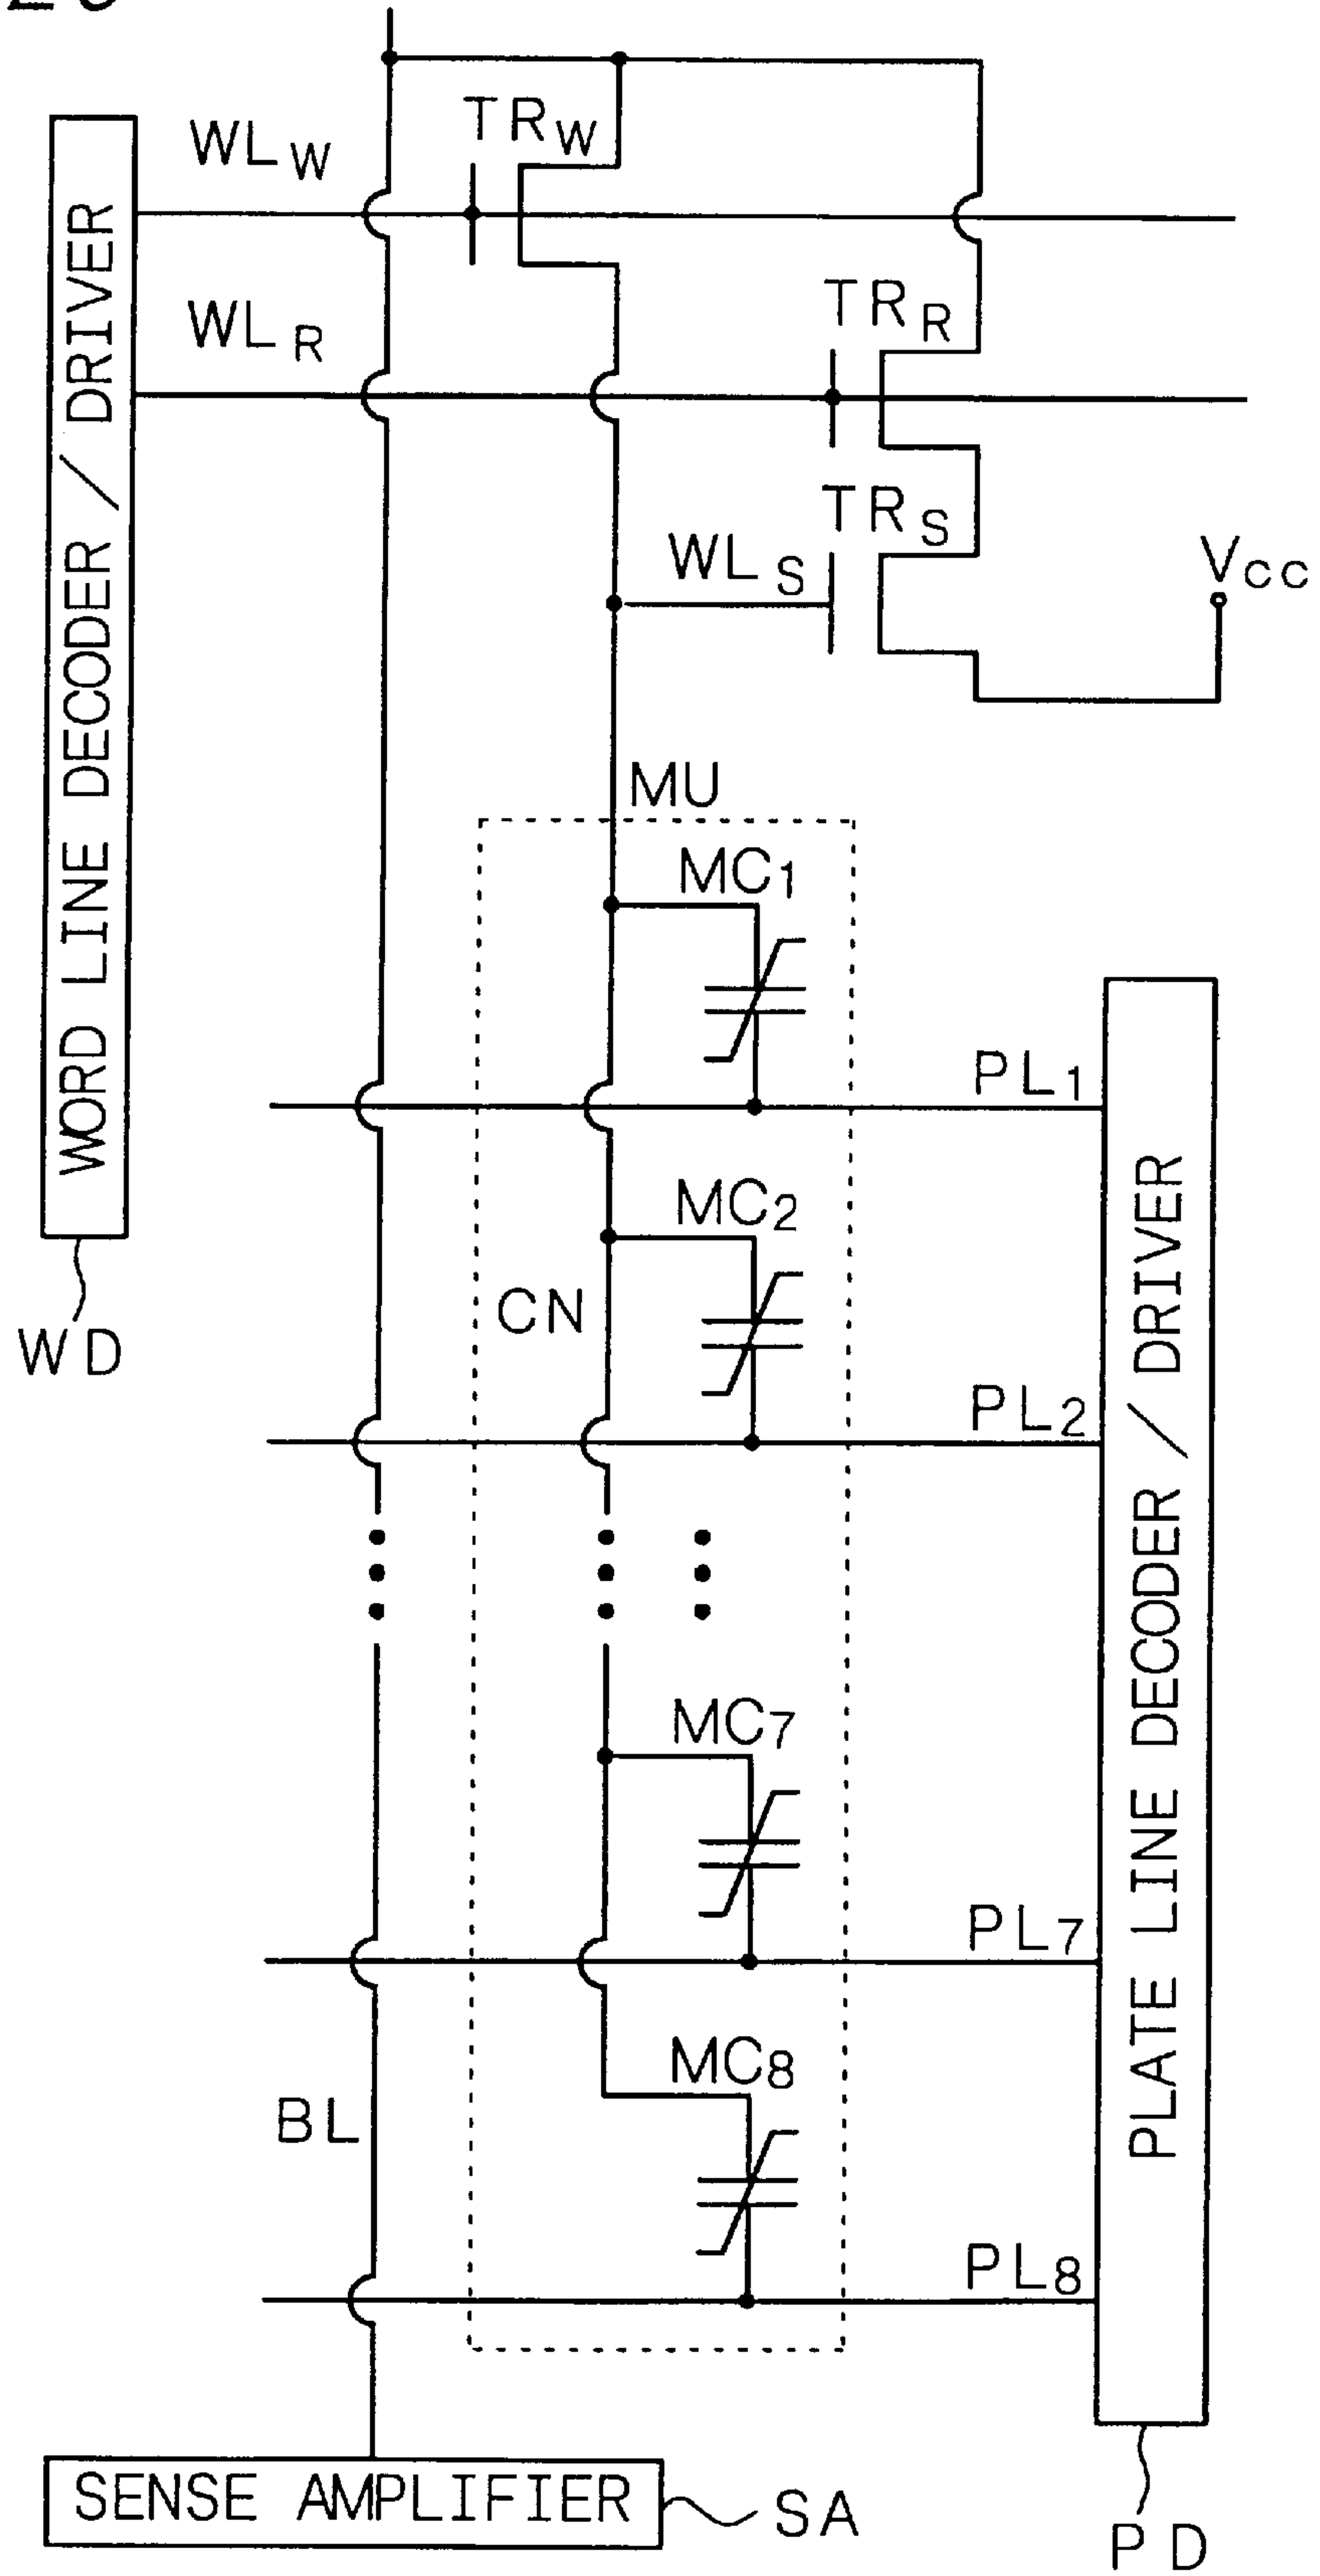 TRW
WLW
TRR
WLR
TRS
WLS
VCC
WORD LINE DECODER / DRIVER
WD
MU
MC1
PL1
MC2
CN
PL2
MC7
PL7
MC8
BL
PL8
PLATE LINE DECODER / DRIVER
PD
SENSE AMPLIFIER
SA